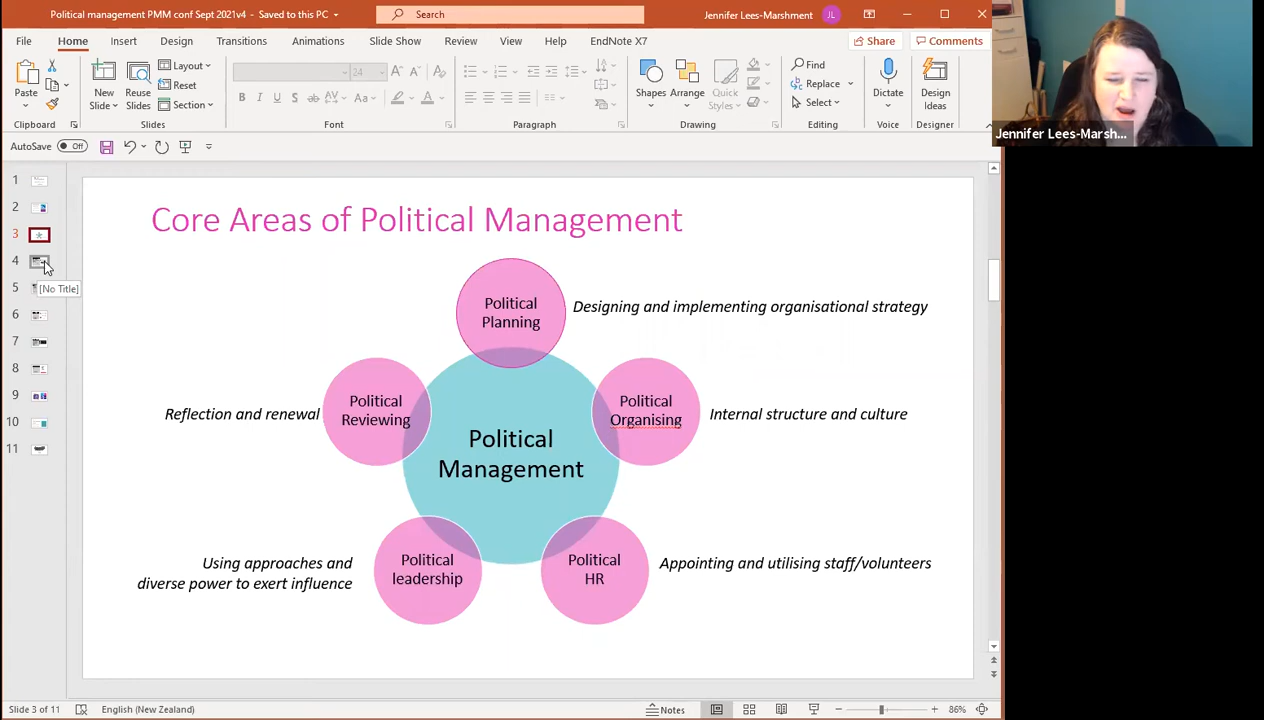 Political management PMM conf Sept 2021v4 - Saved to this PC
Search
Jennifer Lees-Marshment
JL
File Home Insert Design Transitions Animations Slide Show Review View Help EndNote X7
Share Comments
Paste
New Slide
Reuse Slides
Layout
Reset
Section
24
B I U S ab AV Aa
A
Shapes Arrange Quick Styles
Find
Replace
Select
Dictate
Design Ideas
Clipboard Slides Font Paragraph Drawing Editing Voice Designer
Jennifer Lees-Marshm...
AutoSave Off
1
2
3
4
[No Title]
5
6
7
8
9
10
11
Core Areas of Political Management
Political
Planning
Designing and implementing organisational strategy
Political
Reviewing
Reflection and renewal
Political
Organising
Internal structure and culture
Political
Management
Using approaches and
diverse power to exert influence
Political
leadership
Political
HR
Appointing and utilising staff/volunteers
Slide 3 of 11 English (New Zealand) Notes 86%